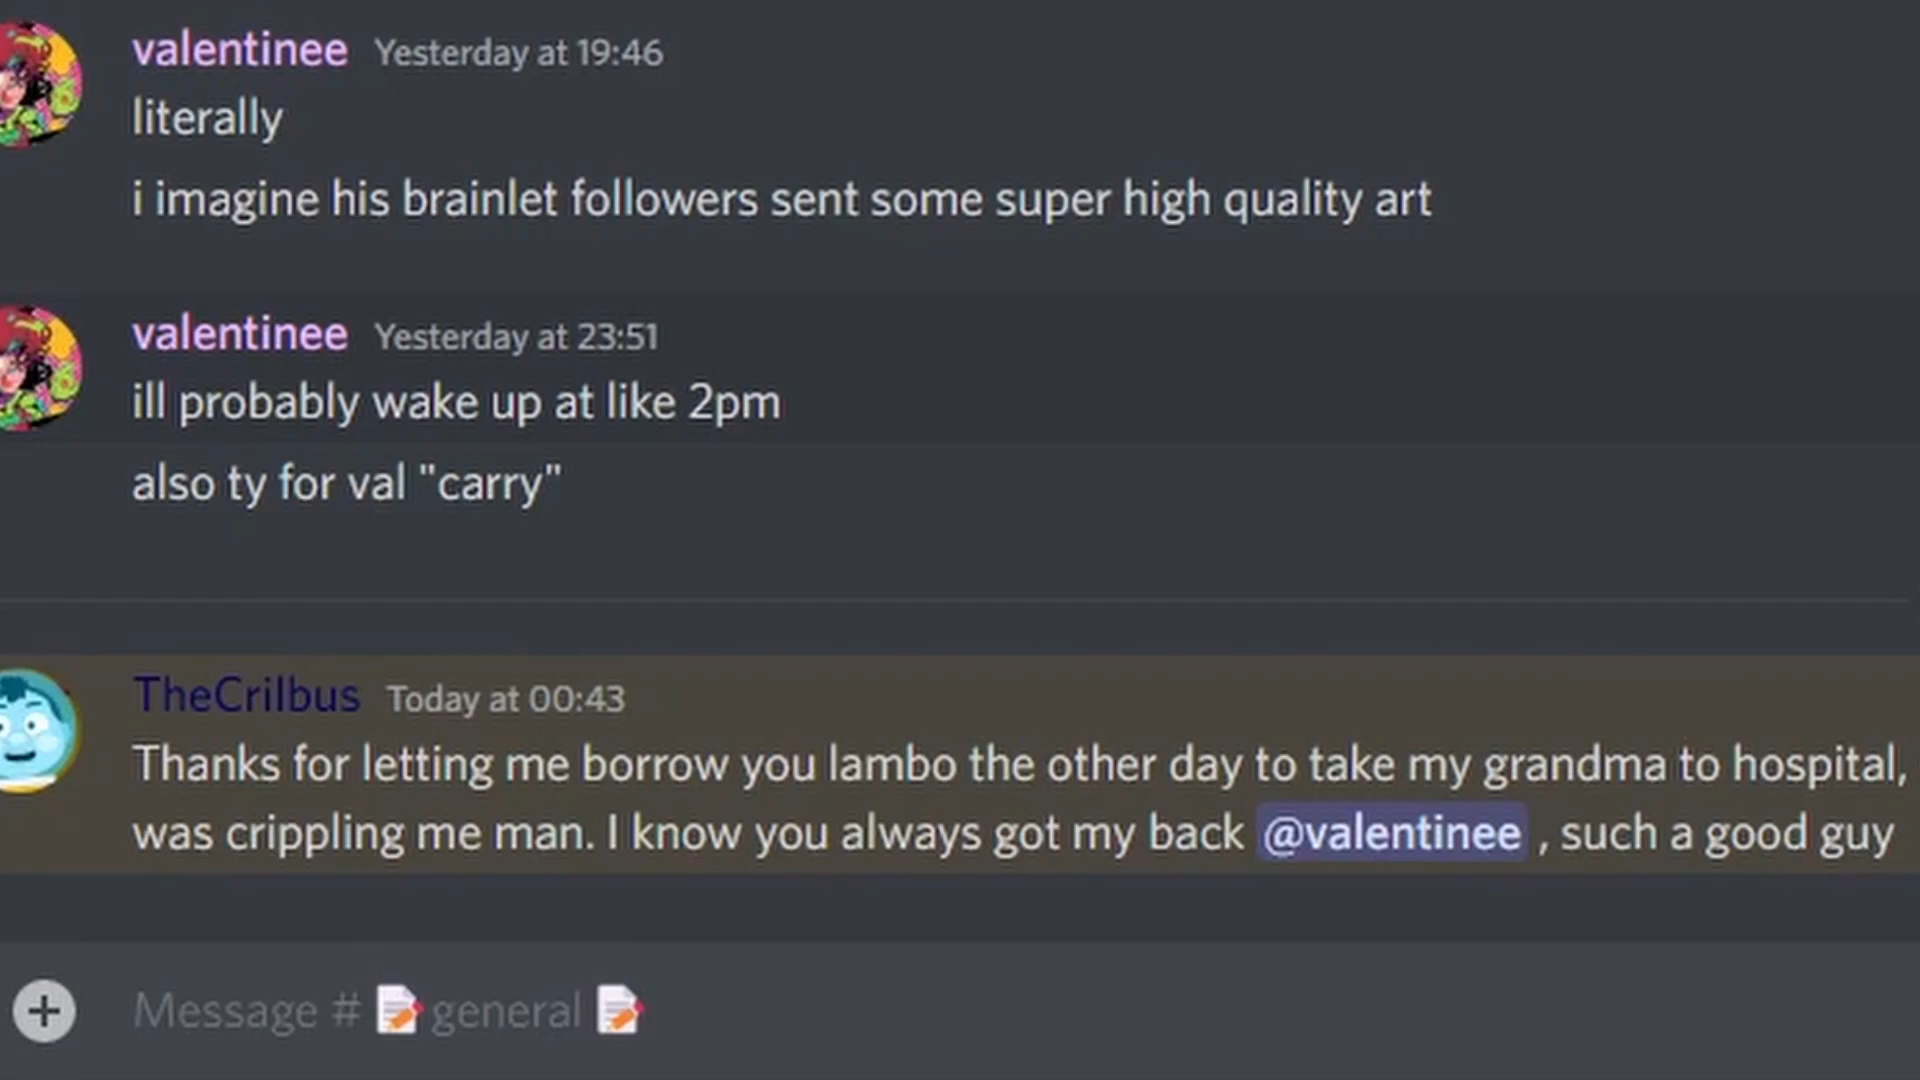 valentinee Yesterday at 19:46
literally
i imagine his brainlet followers sent some super high quality art
valentinee Yesterday at 23:51
ill probably wake up at like 2pm
also ty for val "carry"
TheCrilbus Today at 00:43
Thanks for letting me borrow you lambo the other day to take my grandma to hospital,
was crippling me man. I know you always got my back @valentinee , such a good guy
Message # 📝 general 📝